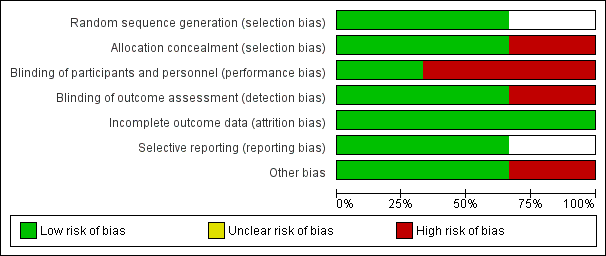 Random sequence generation (selection bias)
Allocation concealment (selection bias)
Blinding of participants and personnel (performance bias)
Blinding of outcome assessment (detection bias)
Incomplete outcome data (attrition bias)
Selective reporting (reporting bias)
Other bias
0% 25% 50% 75% 100%
Low risk of bias Unclear risk of bias High risk of bias